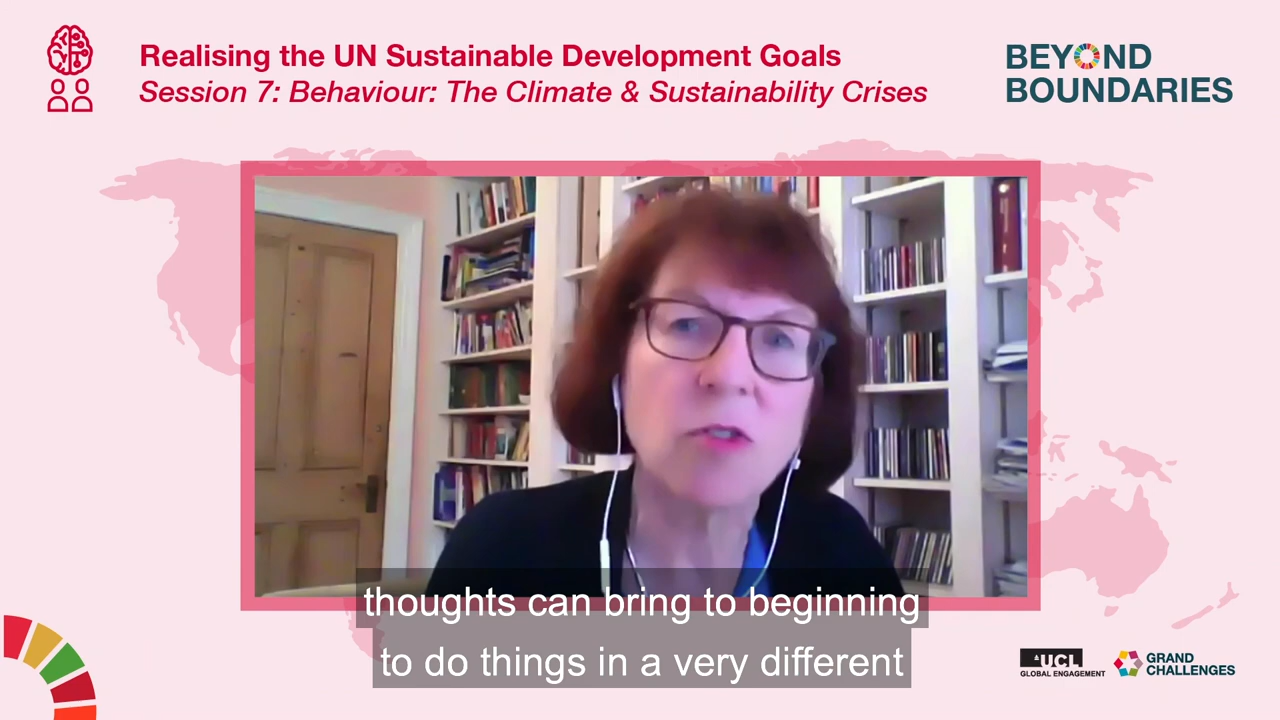 Realising the UN Sustainable Development Goals
Session 7: Behaviour: The Climate & Sustainability Crises
BEYOND
BOUNDARIES
thoughts can bring to beginning
to do things in a very different
UCL
GLOBAL ENGAGEMENT
GRAND
CHALLENGES